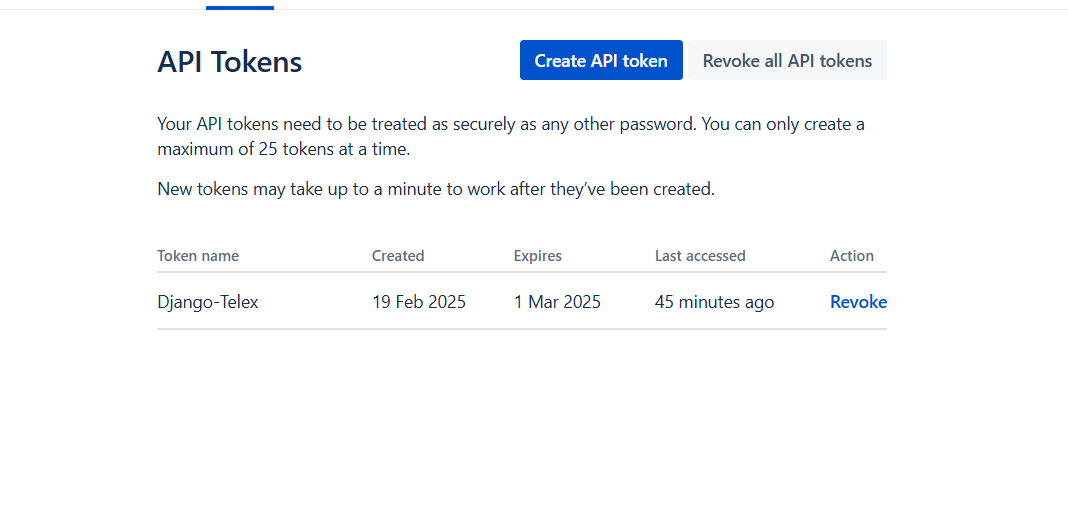 API Tokens
Create API token
Revoke all API tokens
Your API tokens need to be treated as securely as any other password. You can only create a
maximum of 25 tokens at a time.
New tokens may take up to a minute to work after they’ve been created.
Token name Created Expires Last accessed Action
Django-Telex 19 Feb 2025 1 Mar 2025 45 minutes ago Revoke